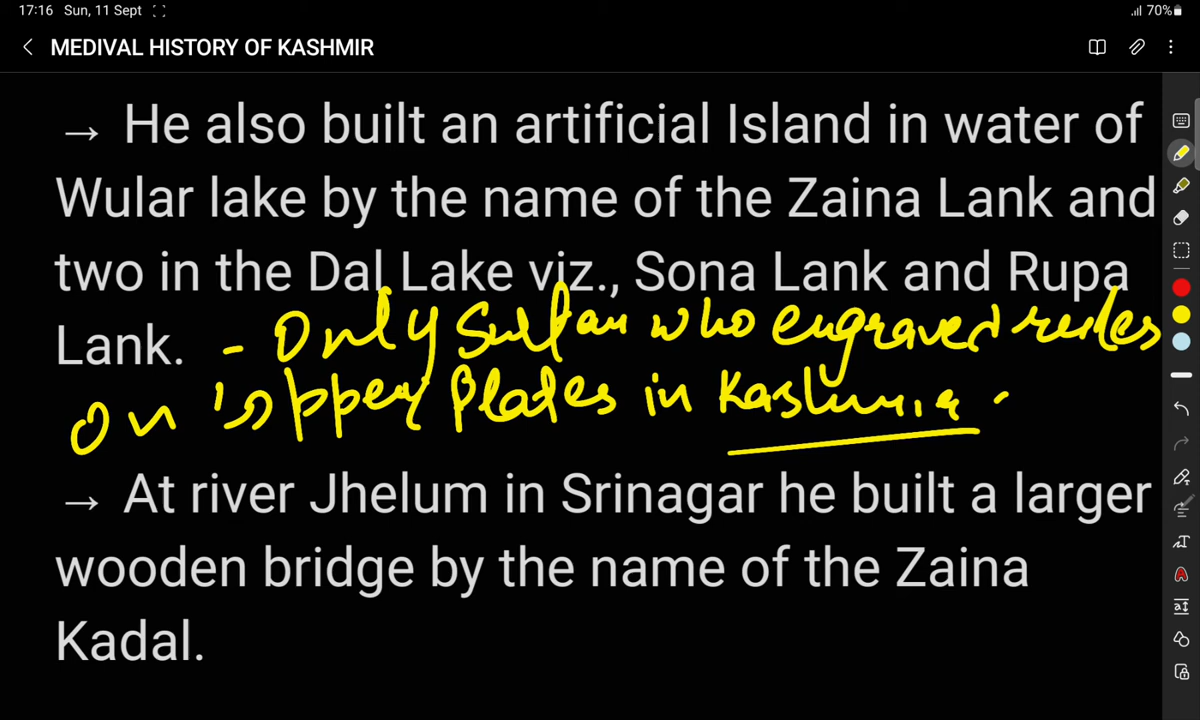 17:16 Sun, 11 Sept 70%
MEDIVAL HISTORY OF KASHMIR
→ He also built an artificial Island in water of
Wular lake by the name of the Zaina Lank and
two in the Dal Lake viz., Sona Lank and Rupa
Lank. - Only Sultan who engraved rules
on copper Plates in Kashmir.
→ At river Jhelum in Srinagar he built a larger
wooden bridge by the name of the Zaina
Kadal.